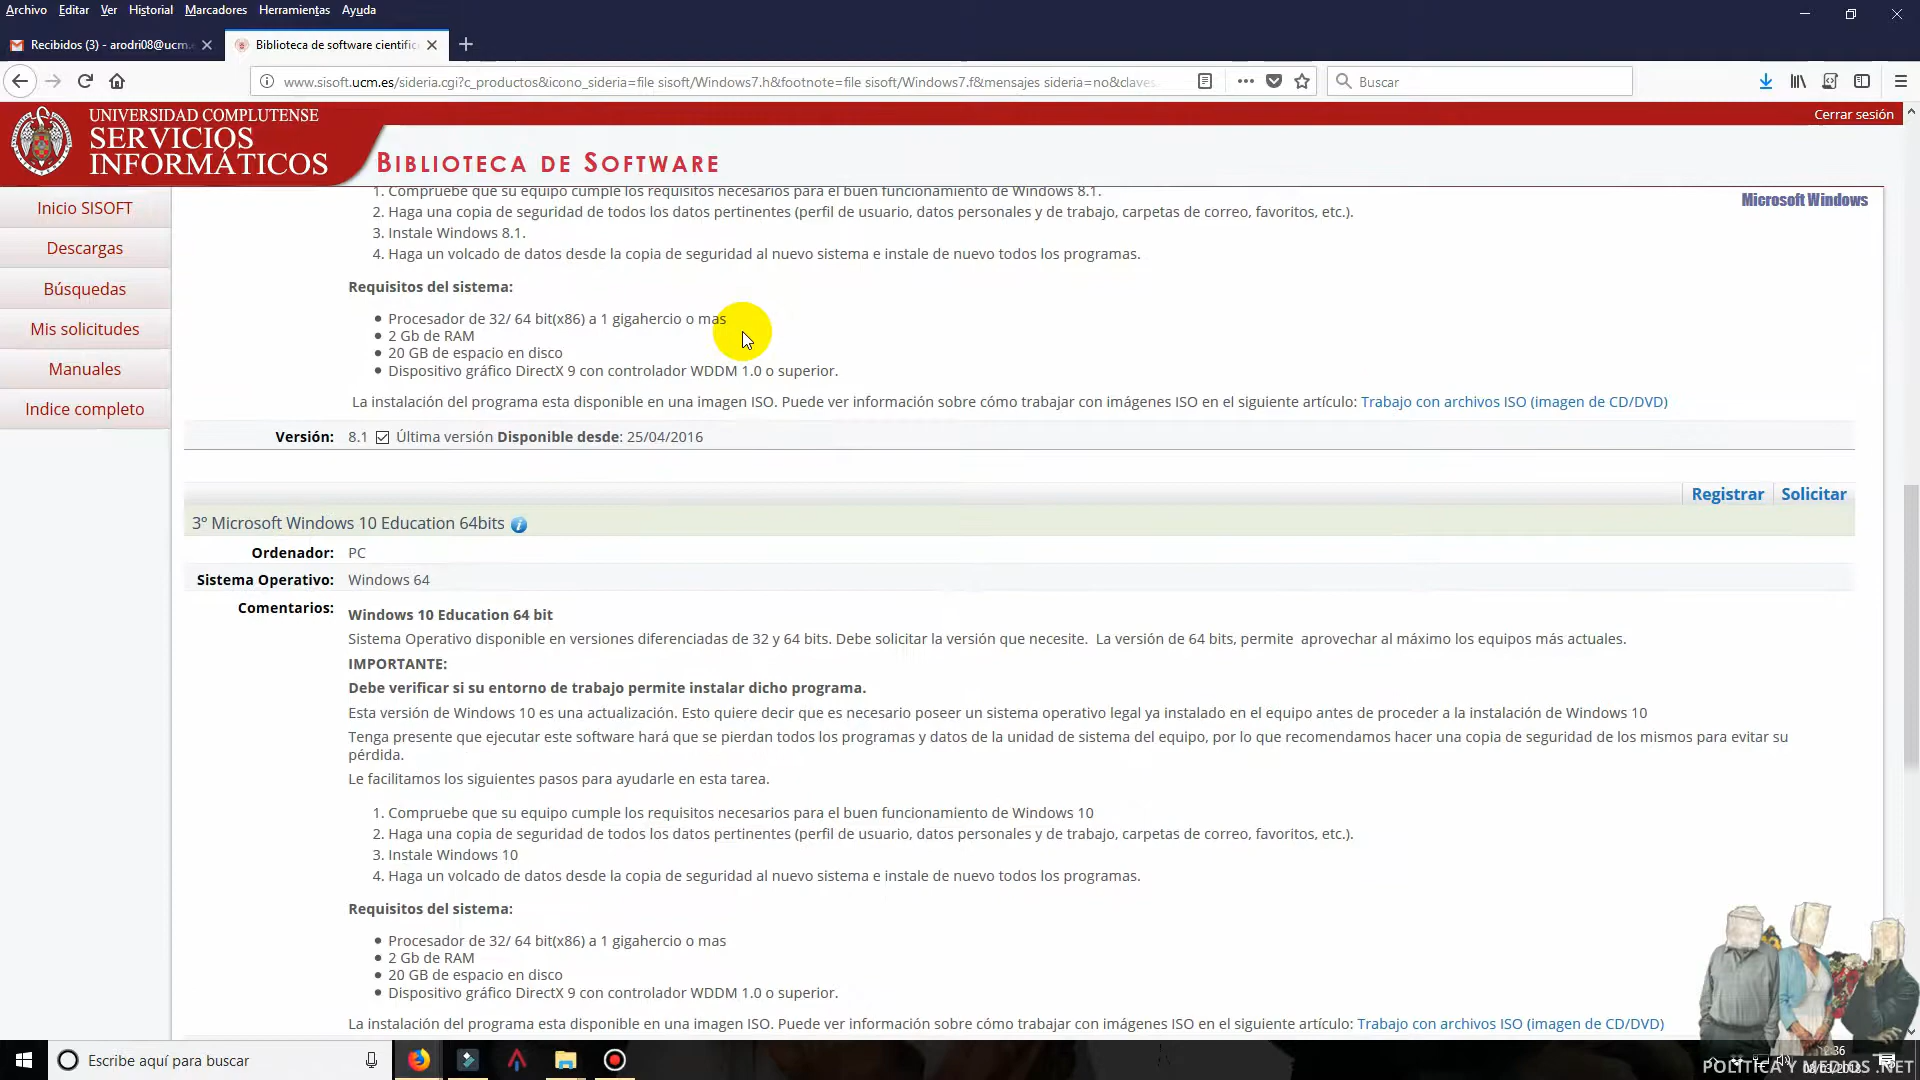 Archivo Editar Ver Historial Marcadores Herramientas Ayuda
Recibidos (3) - arodri08@ucm.
Biblioteca de software cientific
www.sisoft.ucm.es/sideria.cgi?c_productos&icono_sideria=file sisoft/Windows7.h&footnote=file sisoft/Windows7.f&mensajes sideria=no&claves
Buscar
UNIVERSIDAD COMPLUTENSE
SERVICIOS
INFORMÁTICOS
BIBLIOTECA DE SOFTWARE
Cerrar sesión
Microsoft Windows
Inicio SISOFT
Descargas
Búsquedas
Mis solicitudes
Manuales
Indice completo
1. Compruebe que su equipo cumple los requisitos necesarios para el buen funcionamiento de Windows 8.1.
2. Haga una copia de seguridad de todos los datos pertinentes (perfil de usuario, datos personales y de trabajo, carpetas de correo, favoritos, etc.).
3. Instale Windows 8.1.
4. Haga un volcado de datos desde la copia de seguridad al nuevo sistema e instale de nuevo todos los programas.
Requisitos del sistema:
• Procesador de 32/ 64 bit(x86) a 1 gigahercio o mas
• 2 Gb de RAM
• 20 GB de espacio en disco
• Dispositivo gráfico DirectX 9 con controlador WDDM 1.0 o superior.
La instalación del programa esta disponible en una imagen ISO. Puede ver información sobre cómo trabajar con imágenes ISO en el siguiente artículo: Trabajo con archivos ISO (imagen de CD/DVD)
Versión: 8.1 Última versión Disponible desde: 25/04/2016
Registrar Solicitar
3º Microsoft Windows 10 Education 64bits
Ordenador: PC
Sistema Operativo: Windows 64
Comentarios: Windows 10 Education 64 bit
Sistema Operativo disponible en versiones diferenciadas de 32 y 64 bits. Debe solicitar la versión que necesite. La versión de 64 bits, permite aprovechar al máximo los equipos más actuales.
IMPORTANTE:
Debe verificar si su entorno de trabajo permite instalar dicho programa.
Esta versión de Windows 10 es una actualización. Esto quiere decir que es necesario poseer un sistema operativo legal ya instalado en el equipo antes de proceder a la instalación de Windows 10
Tenga presente que ejecutar este software hará que se pierdan todos los programas y datos de la unidad de sistema del equipo, por lo que recomendamos hacer una copia de seguridad de los mismos para evitar su
pérdida.
Le facilitamos los siguientes pasos para ayudarle en esta tarea.
1. Compruebe que su equipo cumple los requisitos necesarios para el buen funcionamiento de Windows 10
2. Haga una copia de seguridad de todos los datos pertinentes (perfil de usuario, datos personales y de trabajo, carpetas de correo, favoritos, etc.).
3. Instale Windows 10
4. Haga un volcado de datos desde la copia de seguridad al nuevo sistema e instale de nuevo todos los programas.
Requisitos del sistema:
• Procesador de 32/ 64 bit(x86) a 1 gigahercio o mas
• 2 Gb de RAM
• 20 GB de espacio en disco
• Dispositivo gráfico DirectX 9 con controlador WDDM 1.0 o superior.
La instalación del programa esta disponible en una imagen ISO. Puede ver información sobre cómo trabajar con imágenes ISO en el siguiente artículo: Trabajo con archivos ISO (imagen de CD/DVD)
Escribe aquí para buscar
POLITICA Y MEDIOS .NET